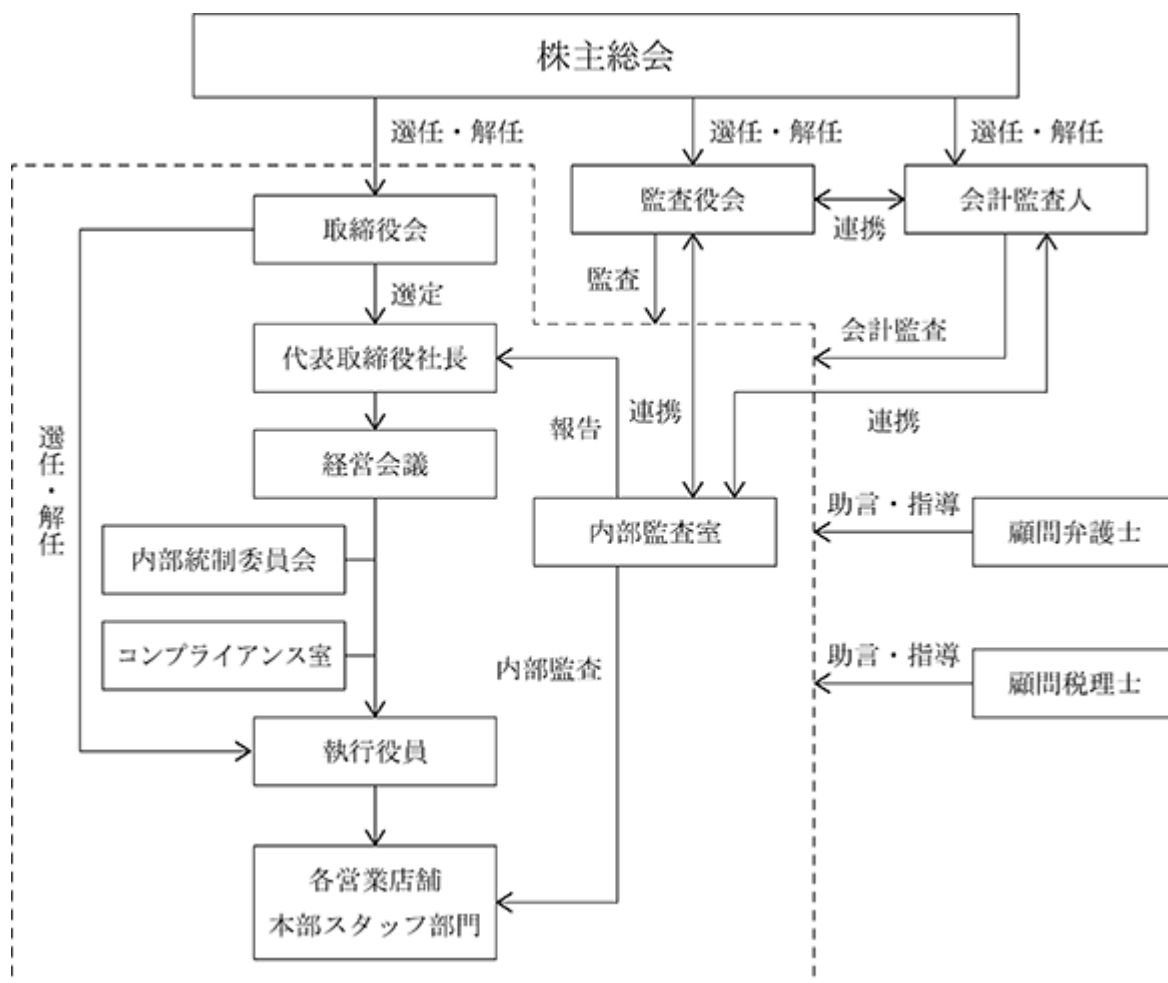 株主総会
選任・解任
選任・解任
選任・解任
取締役会
監査役会
会計監査人
連携
監査
選定
代表取締役社長
会計監査
報告
連携
連携
選任・解任
経営会議
内部統制委員会
内部監査室
助言・指導
顧問弁護士
コンプライアンス室
内部監査
助言・指導
顧問税理士
執行役員
各営業店舗
本部スタッフ部門